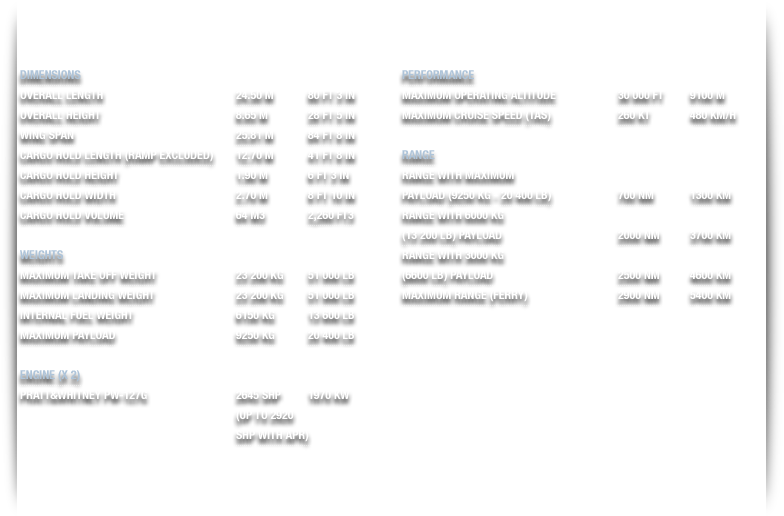 DIMENSIONS
OVERALL LENGTH 24,50 M 80 FT 3 IN
OVERALL HEIGHT 8,65 M 28 FT 5 IN
WING SPAN 25,81 M 84 FT 8 IN
CARGO HOLD LENGTH (RAMP EXCLUDED) 12,70 M 41 FT 8 IN
CARGO HOLD HEIGHT 1,90 M 6 FT 3 IN
CARGO HOLD WIDTH 2,70 M 8 FT 10 IN
CARGO HOLD VOLUME 64 M3 2,260 FT3
WEIGHTS
MAXIMUM TAKE OFF WEIGHT 23 200 KG 51 000 LB
MAXIMUM LANDING WEIGHT 23 200 KG 51 000 LB
INTERNAL FUEL WEIGHT 6150 KG 13 600 LB
MAXIMUM PAYLOAD 9250 KG 20 400 LB
ENGINE (X 2)
PRATT&WHITNEY PW-127G 2645 SHP 1970 KW
(UP TO 2920
SHP WITH APR)
PERFORMANCE
MAXIMUM OPERATING ALTITUDE 30 000 FT 9100 M
MAXIMUM CRUISE SPEED (TAS) 260 KT 480 KM/H
RANGE
RANGE WITH MAXIMUM
PAYLOAD (9250 KG - 20 400 LB) 700 NM 1300 KM
RANGE WITH 6000 KG
(13 200 LB) PAYLOAD 2000 NM 3700 KM
RANGE WITH 3000 KG
(6600 LB) PAYLOAD 2500 NM 4600 KM
MAXIMUM RANGE (FERRY) 2900 NM 5400 KM